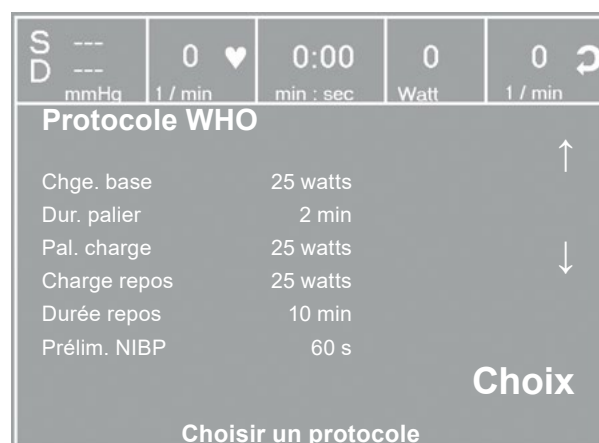 S --- 0 ♥ 0:00 0 0
D ---
mmHg 1 / min min : sec Watt 1 / min
Protocole WHO
↑
Chge. base 25 watts
Dur. palier 2 min
Pal. charge 25 watts
↓
Charge repos 25 watts
Durée repos 10 min
Prélim. NIBP 60 s
Choix
Choisir un protocole